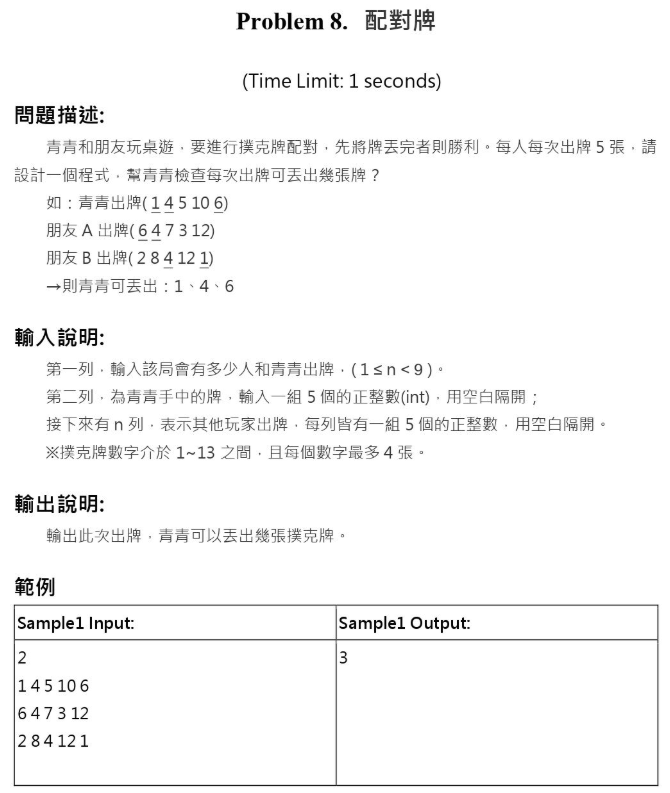 Problem 8. 配對牌
(Time Limit: 1 seconds)
問題描述:
青青和朋友玩桌遊，要進行撲克牌配對，先將牌丟完者則勝利。每人每次出牌 5 張，請
設計一個程式，幫青青檢查每次出牌可丟出幾張牌？
如：青青出牌( 1 4 5 10 6)
朋友 A 出牌( 6 4 7 3 12)
朋友 B 出牌( 2 8 4 12 1)
→則青青可丟出：1、4、6
輸入說明:
第一列，輸入該局會有多少人和青青出牌，( 1 ≤ n < 9 )。
第二列，為青青手中的牌，輸入一組 5 個的正整數(int)，用空白隔開；
接下來有 n 列，表示其他玩家出牌，每列皆有一組 5 個的正整數，用空白隔開。
※撲克牌數字介於 1~13 之間，且每個數字最多 4 張。
輸出說明:
輸出此次出牌，青青可以丟出幾張撲克牌。
範例
Sample1 Input:
Sample1 Output:
2
3
1 4 5 10 6
6 4 7 3 12
2 8 4 12 1